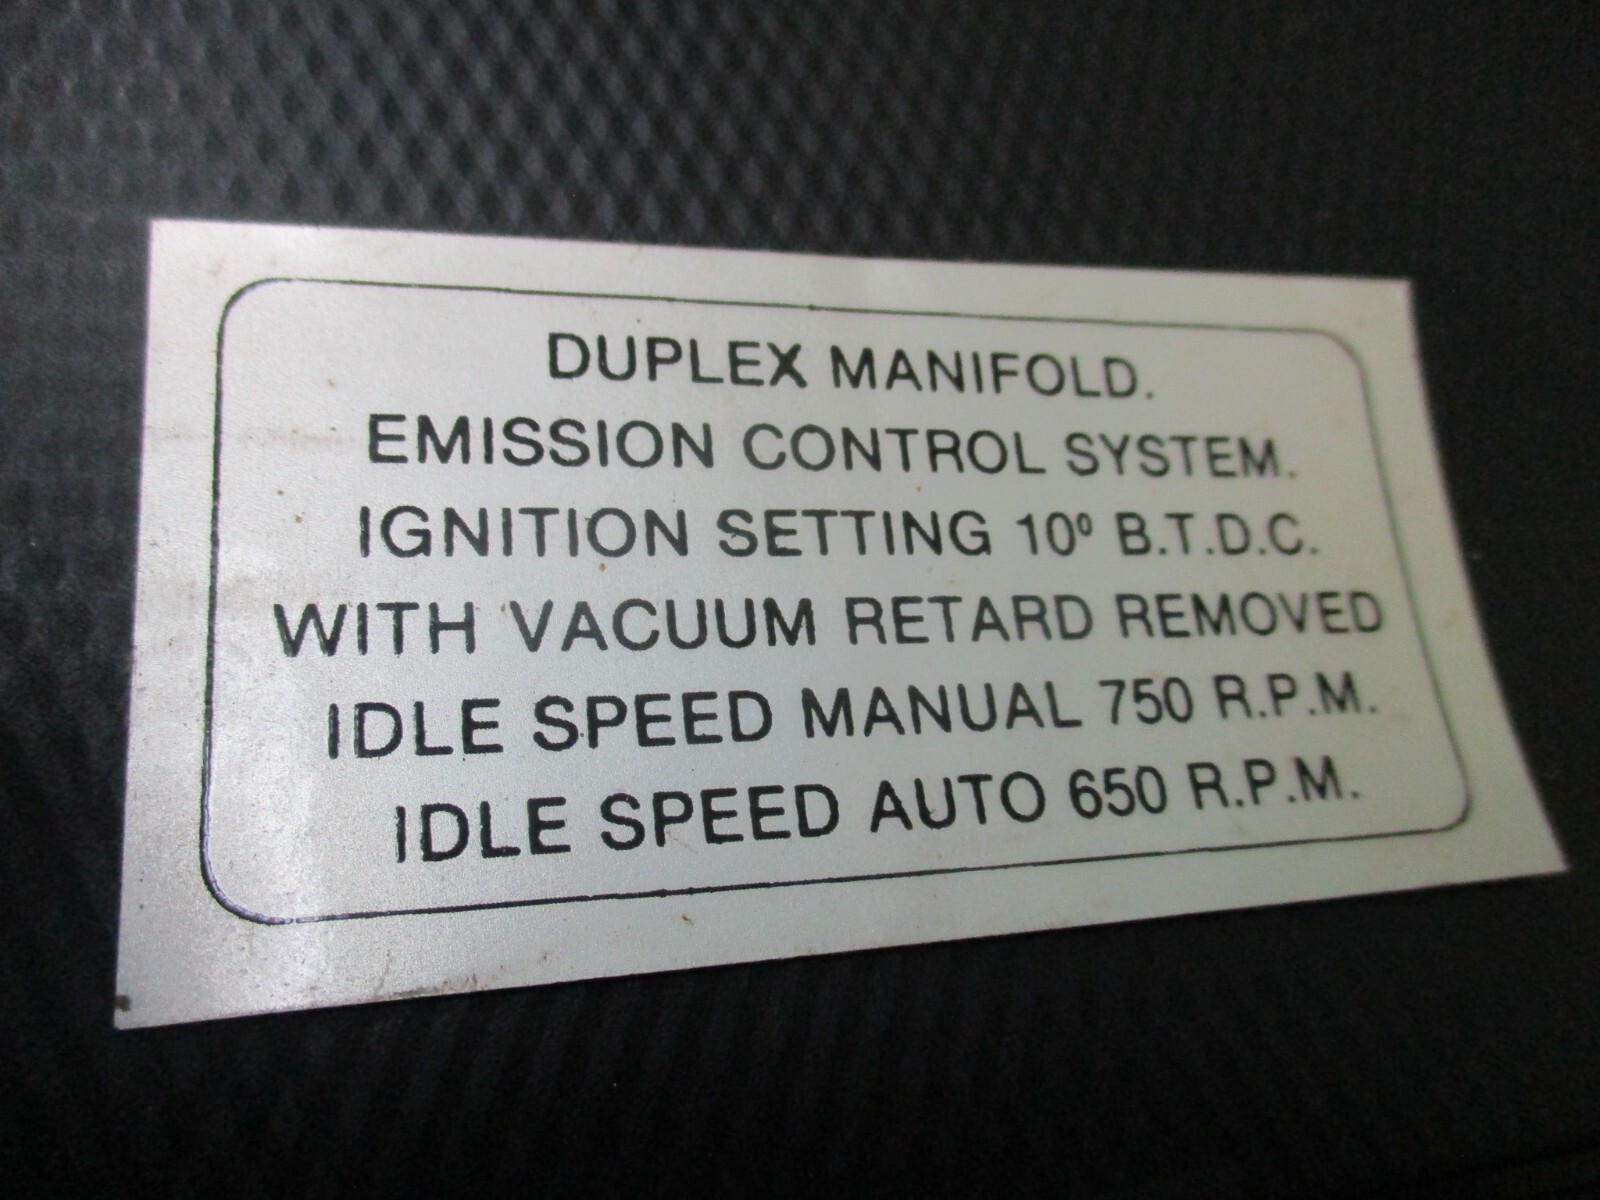 DUPLEX MANIFOLD.
EMISSION CONTROL SYSTEM.
IGNITION SETTING 10º B.T.D.C.
WITH VACUUM RETARD REMOVED
IDLE SPEED MANUAL 750 R.P.M.
IDLE SPEED AUTO 650 R.P.M.